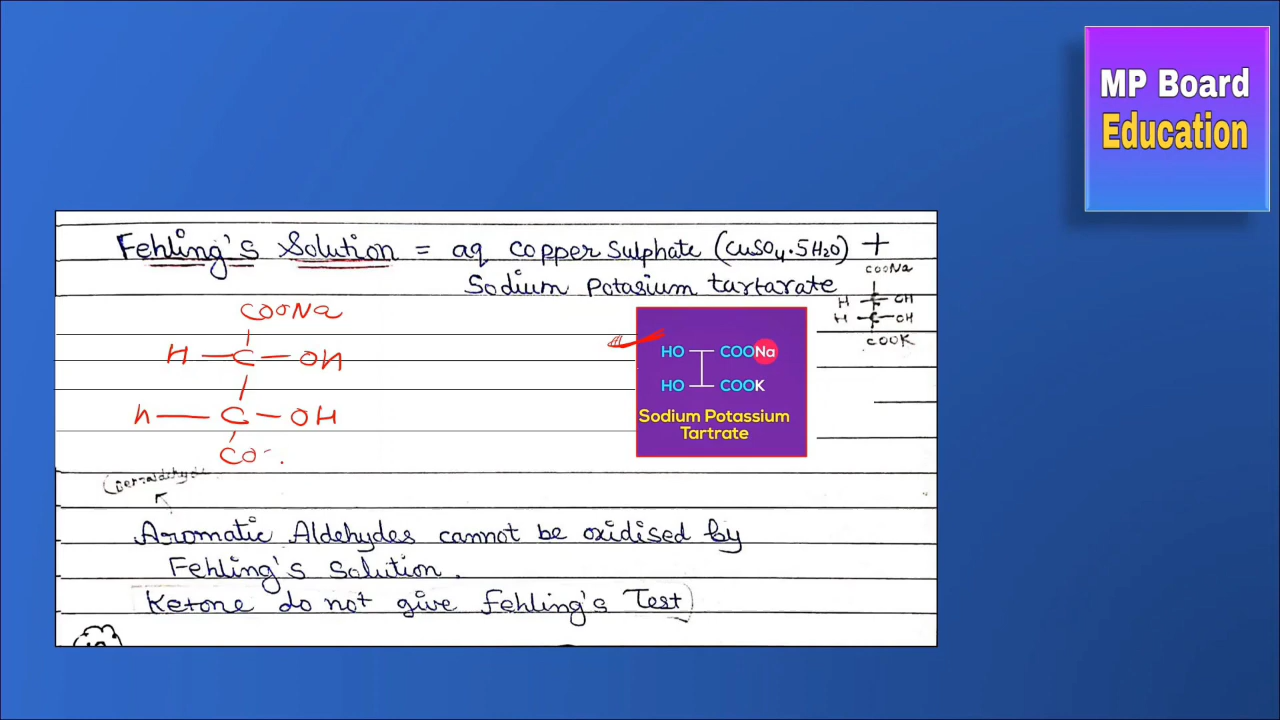 MP Board
Education
Fehling's Solution = aq copper sulphate (CuSO4.5H2O) +
Sodium Potasium tartarate
COONa
H C OH
H C OH
COOK
COONa
H — C — OH
H — C — OH
CO
HO COONa
HO COOK
Sodium Potassium
Tartrate
Aromatic Aldehydes cannot be oxidised by
Fehling's Solution.
Ketone do not give Fehling's Test